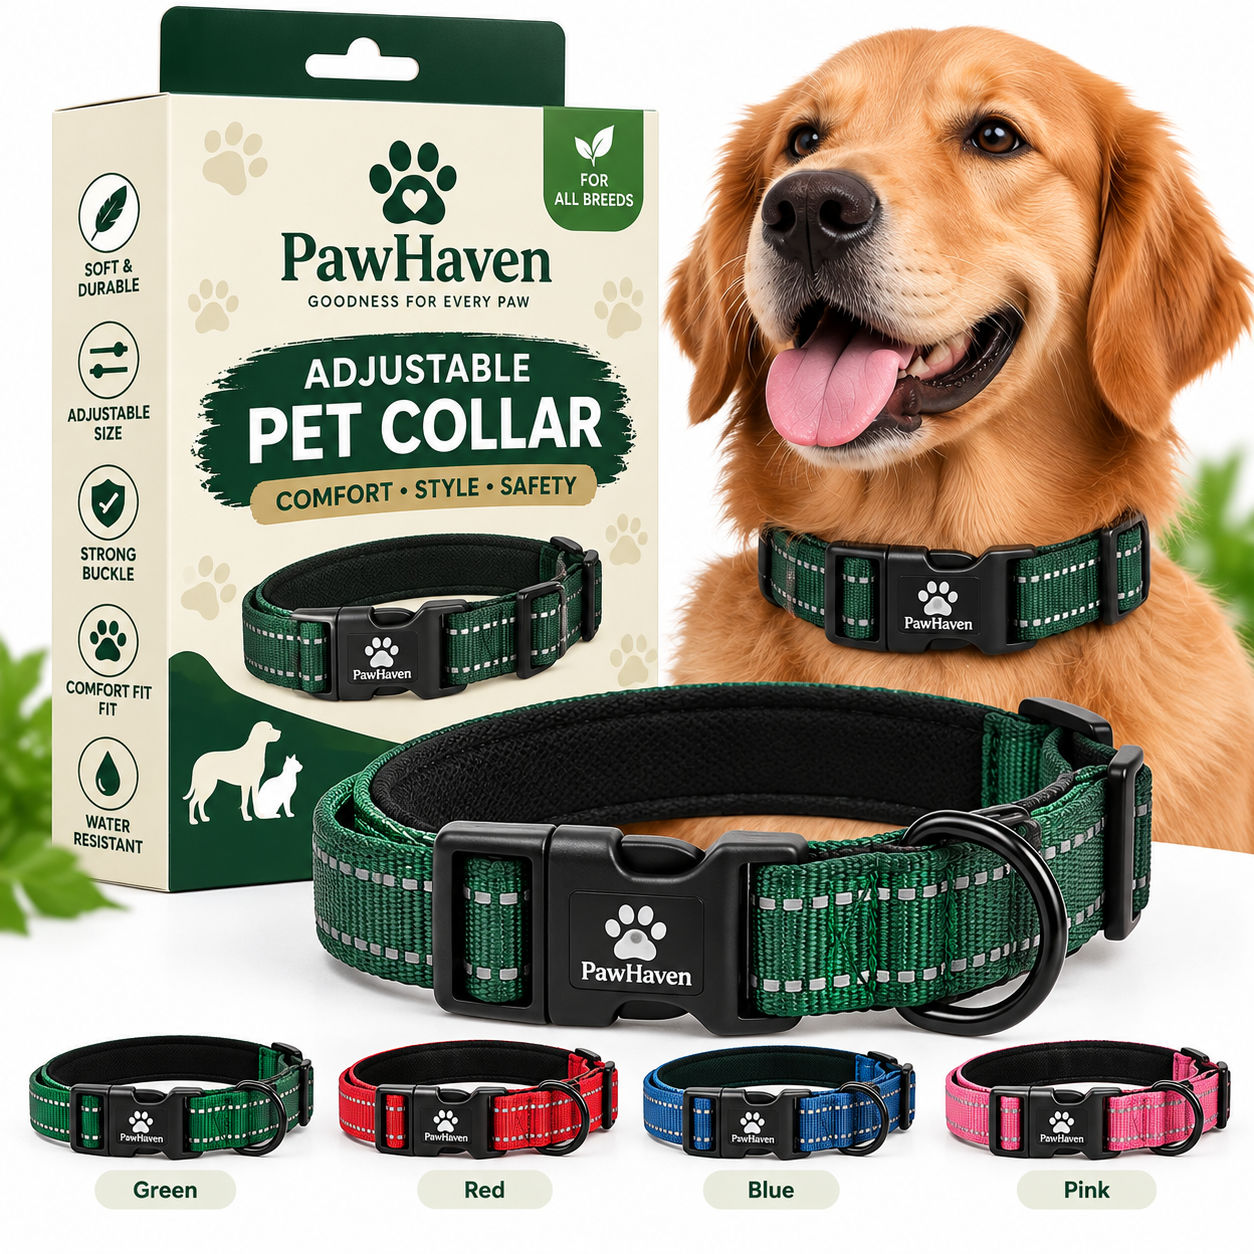 FOR
ALL BREEDS
PawHaven
GOODNESS FOR EVERY PAW
ADJUSTABLE
PET COLLAR
COMFORT • STYLE • SAFETY
SOFT &
DURABLE
ADJUSTABLE
SIZE
STRONG
BUCKLE
COMFORT FIT
FIT
WATER
RESISTANT
PawHaven
PawHaven
PawHaven
PawHaven
PawHaven
PawHaven
PawHaven
Green
Red
Blue
Pink